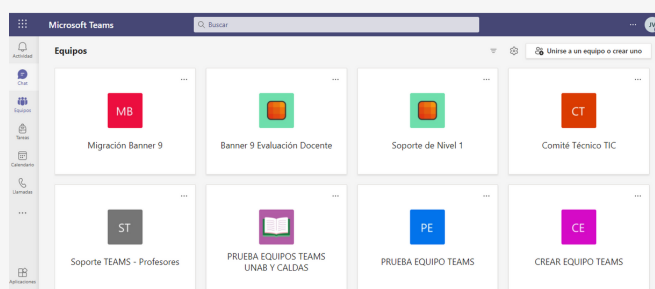 Microsoft Teams
Buscar
JV
Actividad
Chat
Equipos
Tareas
Calendario
Llamadas
Aplicaciones
Equipos
Unirse a un equipo o crear uno
MB
CT
Migración Banner 9
Banner 9 Evaluación Docente
Soporte de Nivel 1
Comité Técnico TIC
ST
PE
CE
Soporte TEAMS - Profesores
PRUEBA EQUIPOS TEAMS
UNAB Y CALDAS
PRUEBA EQUIPO TEAMS
CREAR EQUIPO TEAMS